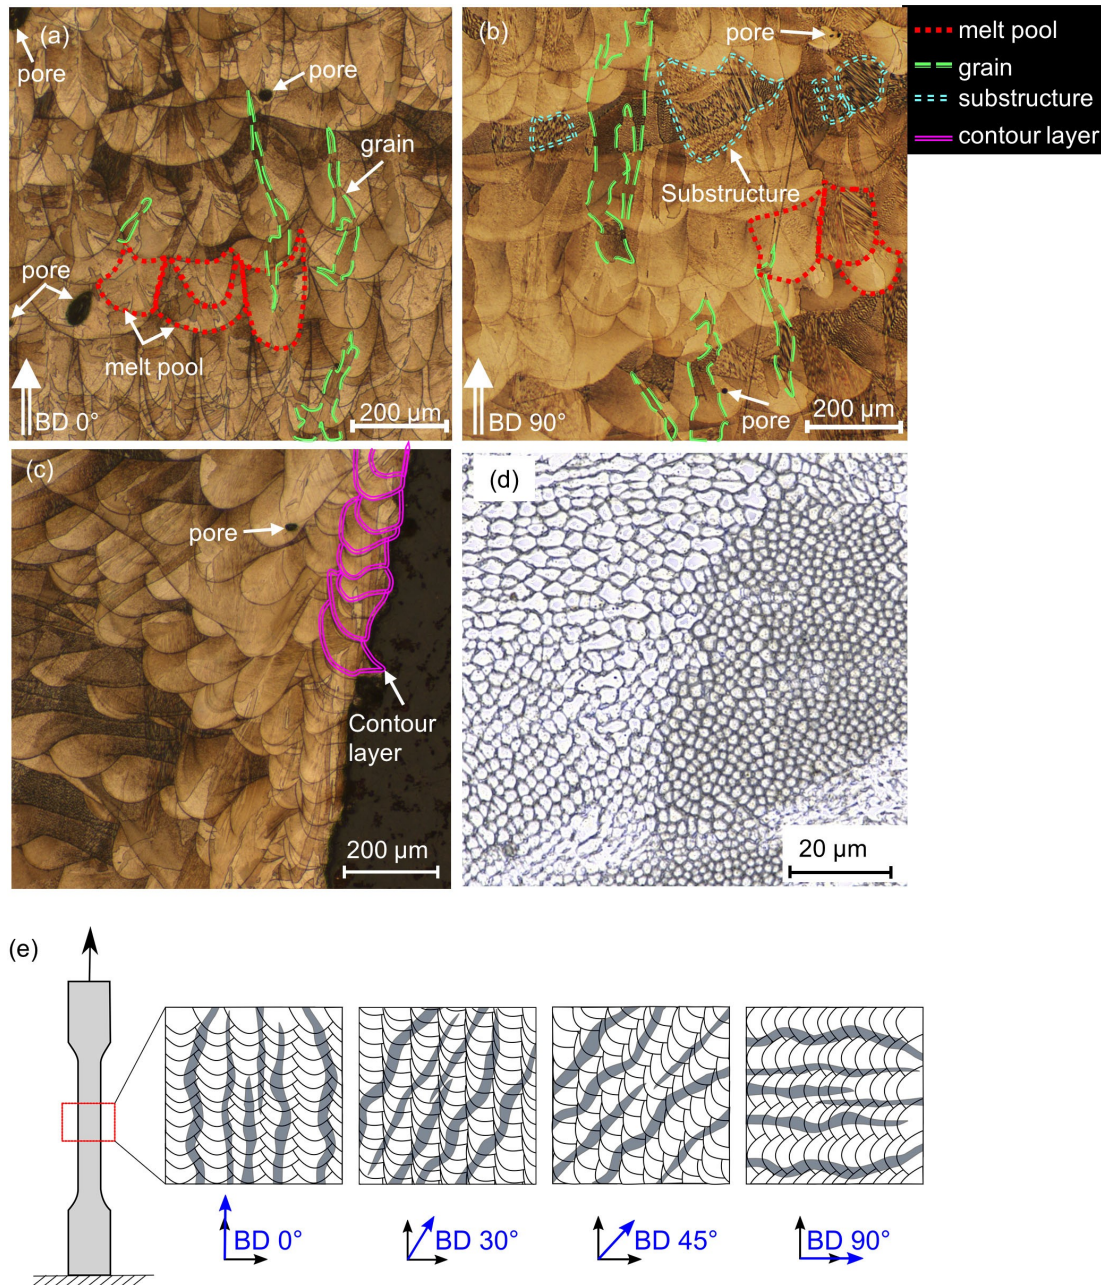 (a)
pore
pore
grain
pore
melt pool
BD 0°
200 µm
(b)
pore
Substructure
pore
BD 90°
200 µm
melt pool
grain
substructure
contour layer
(c)
pore
Contour
layer
200 µm
(d)
20 µm
(e)
BD 0°
BD 30°
BD 45°
BD 90°